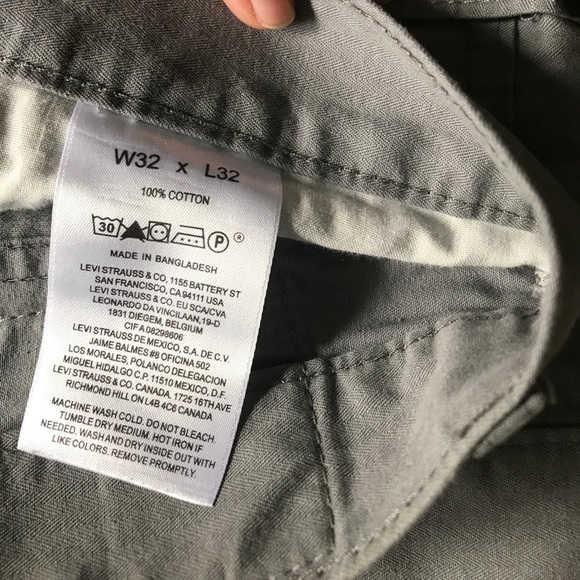 W32 x L32
100% COTTON
30 P ®
MADE IN BANGLADESH
LEVI STRAUSS & CO, 1155 BATTERY ST
SAN FRANCISCO, CA94111 USA
LEVI STRAUSS & CO. EU SCA/CVA
LEONARDO DA VINCILAAN,19-D
1831 DIEGEM, BELGIUM
CIF A 08298606
LEVI STRAUSS DE MEXICO, S.A. DE C.V.
JAIME BALMES #8 OFICINA 502
LOS MORALES, POLANCO DELEGACION
MIGUEL HIDALGO C.P. 11510 MEXICO, D.F.
LEVI STRAUSS & CO. CANADA. 1725 16TH AVE
RICHMOND HILL ON L4B 4C6 CANADA
MACHINE WASH COLD. DO NOT BLEACH.
TUMBLE DRY MEDIUM. HOT IRON IF
NEEDED. WASH AND DRY INSIDE OUT WITH
LIKE COLORS. REMOVE PROMPTLY.